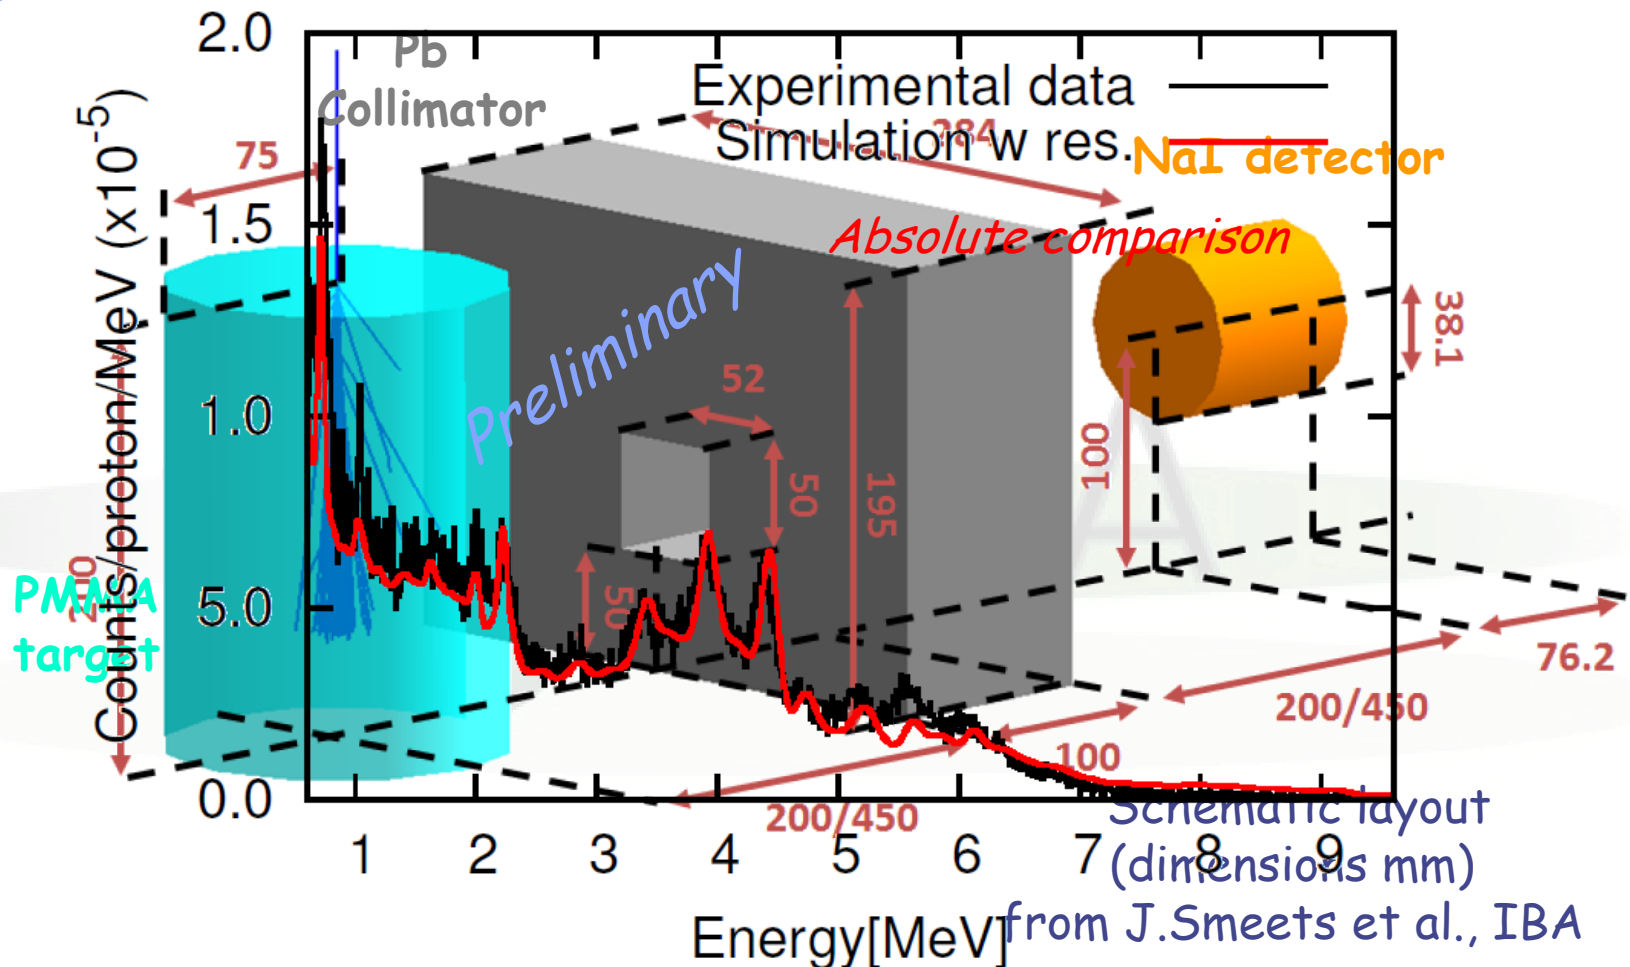 2.0
Pb
Collimator
Experimental data
Simulation w res.
284
NaI detector
75
1.5
Absolute comparison
Preliminary
38.1
52
1.0
100
50
195
Counts/proton/MeV (x10^-5)
200
PMMA
target
5.0
50
76.2
200/450
100
0.0
200/450
Schematic layout
1 2 3 4 5 6 7 8 9
(dimensions mm)
Energy[MeV]
from J.Smeets et al., IBA